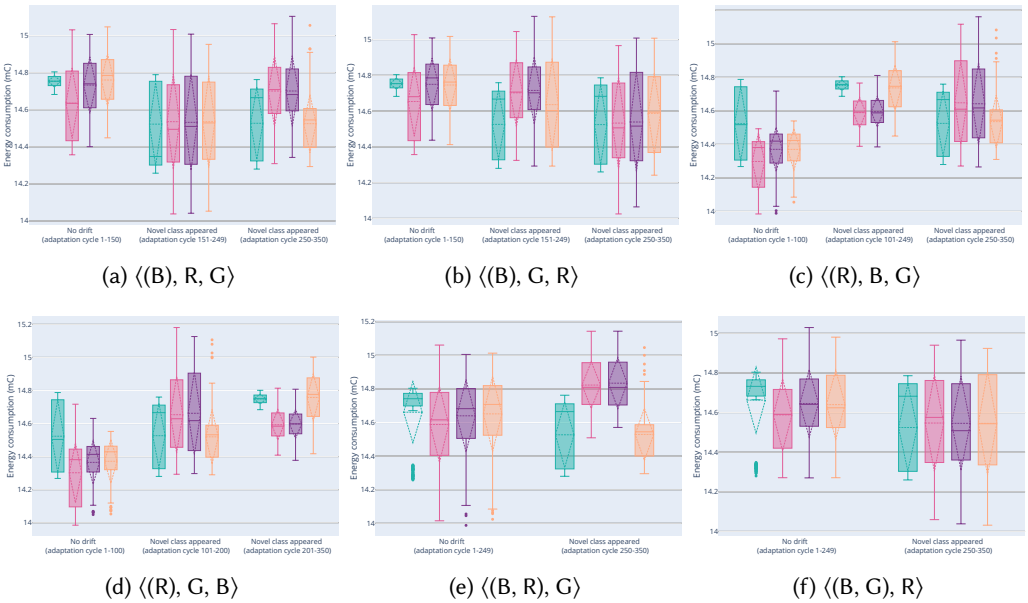 Energy consumption (mC)
15
14.8
14.6
14.4
14.2
14
No drift
(adaptation cycle 1-150)
Novel class appeared
(adaptation cycle 151-249)
Novel class appeared
(adaptation cycle 250-350)
(a) ⟨(B), R, G⟩
Energy consumption (mC)
15
14.8
14.6
14.4
14.2
14
No drift
(adaptation cycle 1-150)
Novel class appeared
(adaptation cycle 151-249)
Novel class appeared
(adaptation cycle 250-350)
(b) ⟨(B), G, R⟩
Energy consumption (mC)
15.2
15
14.8
14.6
14.4
14.2
14
No drift
(adaptation cycle 1-100)
Novel class appeared
(adaptation cycle 101-249)
Novel class appeared
(adaptation cycle 250-350)
(c) ⟨(R), B, G⟩
Energy consumption (mC)
15.2
15
14.8
14.6
14.4
14.2
14
No drift
(adaptation cycle 1-100)
Novel class appeared
(adaptation cycle 101-200)
Novel class appeared
(adaptation cycle 201-350)
(d) ⟨(R), G, B⟩
Energy consumption (mC)
15.2
15
14.8
14.6
14.4
14.2
14
No drift
(adaptation cycle 1-249)
Novel class appeared
(adaptation cycle 250-350)
(e) ⟨(B, R), G⟩
Energy consumption (mC)
15
14.8
14.6
14.4
14.2
14
No drift
(adaptation cycle 1-249)
Novel class appeared
(adaptation cycle 250-350)
(f) ⟨(B, G), R⟩